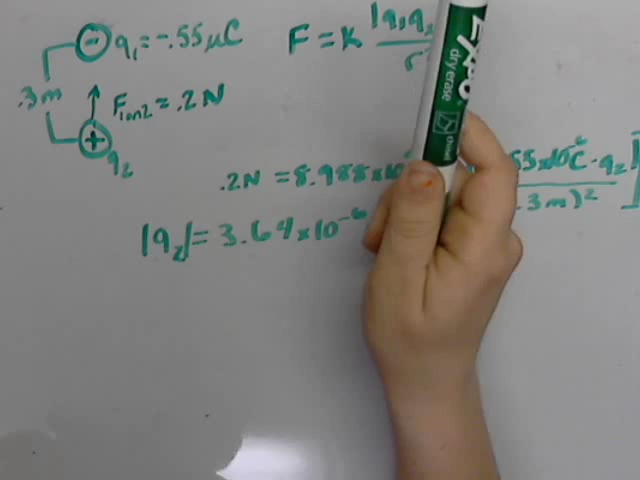 - q₁ = -.55 μC
F = K |q₁q₂
.3m
F₁ₒₙ₂ = .2N
+
q₂
.2N = 8.988x10 55x10⁻⁶C · q₂
.3m)²
|q₂| = 3.64x10⁻⁶
EXPO
dry erase